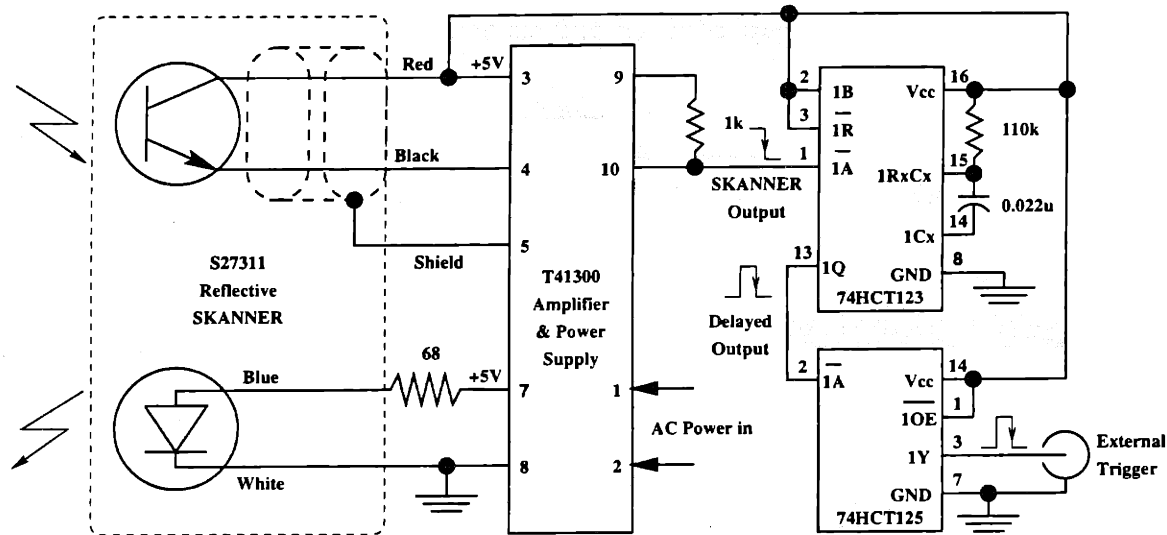 Red
+5V
3
Black
4
Shield
5
S27311
Reflective
SKANNER
Blue
68
+5V
7
White
8
T41300
Amplifier
& Power
Supply
9
10
1
2
AC Power in
1k
SKANNER
Output
2
1B
3
1R
1
1A
13
1Q
Vcc
16
110k
15
1RxCx
0.022u
14
1Cx
8
GND
74HCT123
Delayed
Output
2
1A
Vcc
14
1
1OE
3
1Y
7
GND
74HCT125
External
Trigger